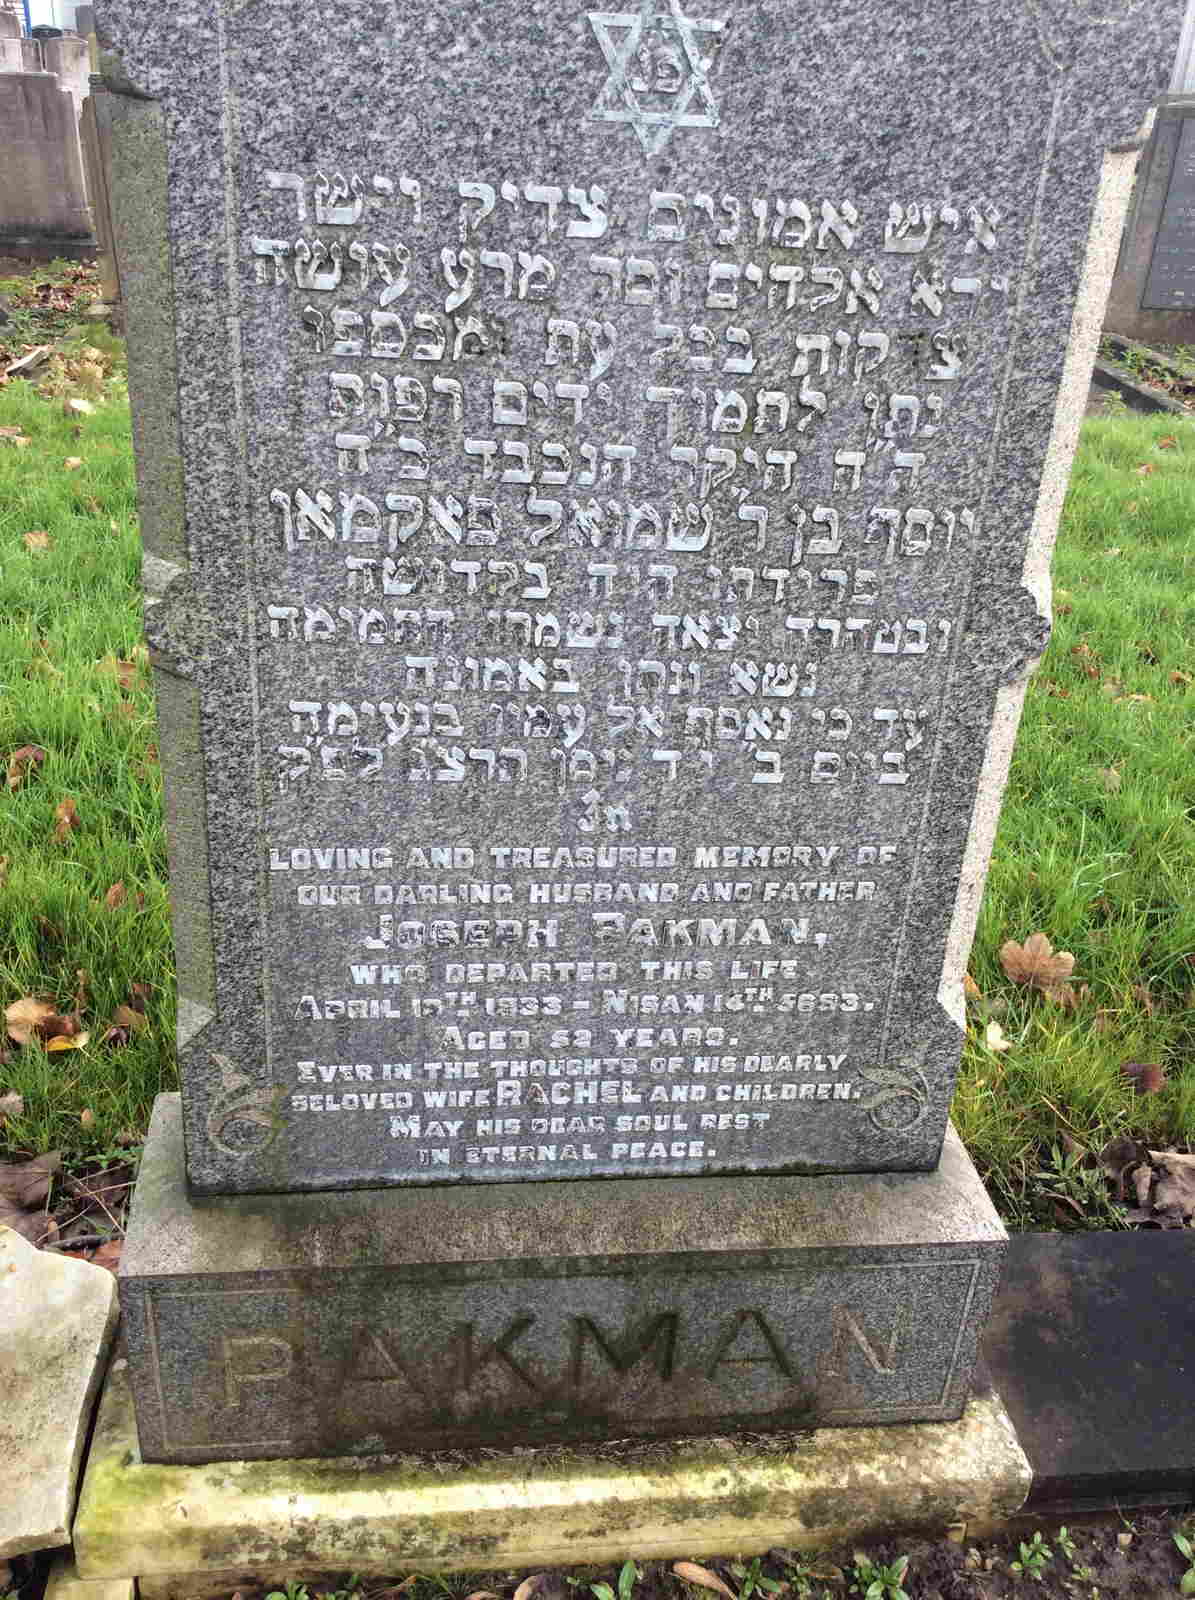 פנ
איש אמונים צדיק וישר
ירא אלהים וסר מרע עושה
צדקות בכל עת ומכספו
נתן לתמוך ידים רפות
ה"ה היקר הנכבד כ"ה
יוסף בן ר' שמואל פאקמאן
פרידתו היה בקדושה
ובטהרה יצאה נשמתו התמימה
נשא ונתן באמונה
עד כי נאסף אל עמיו בנעימה
ביום ב' יד ניסן תרצ"ג לפ"ק
In
LOVING AND TREASURED MEMORY OF
OUR DARLING HUSBAND AND FATHER
JOSEPH PAKMAN,
WHO DEPARTED THIS LIFE
APRIL 10TH 1933 – NISAN 14TH 5693.
AGED 52 YEARS.
EVER IN THE THOUGHTS OF HIS DEARLY
BELOVED WIFE RACHEL AND CHILDREN.
MAY HIS DEAR SOUL REST
IN ETERNAL PEACE.
PAKMAN